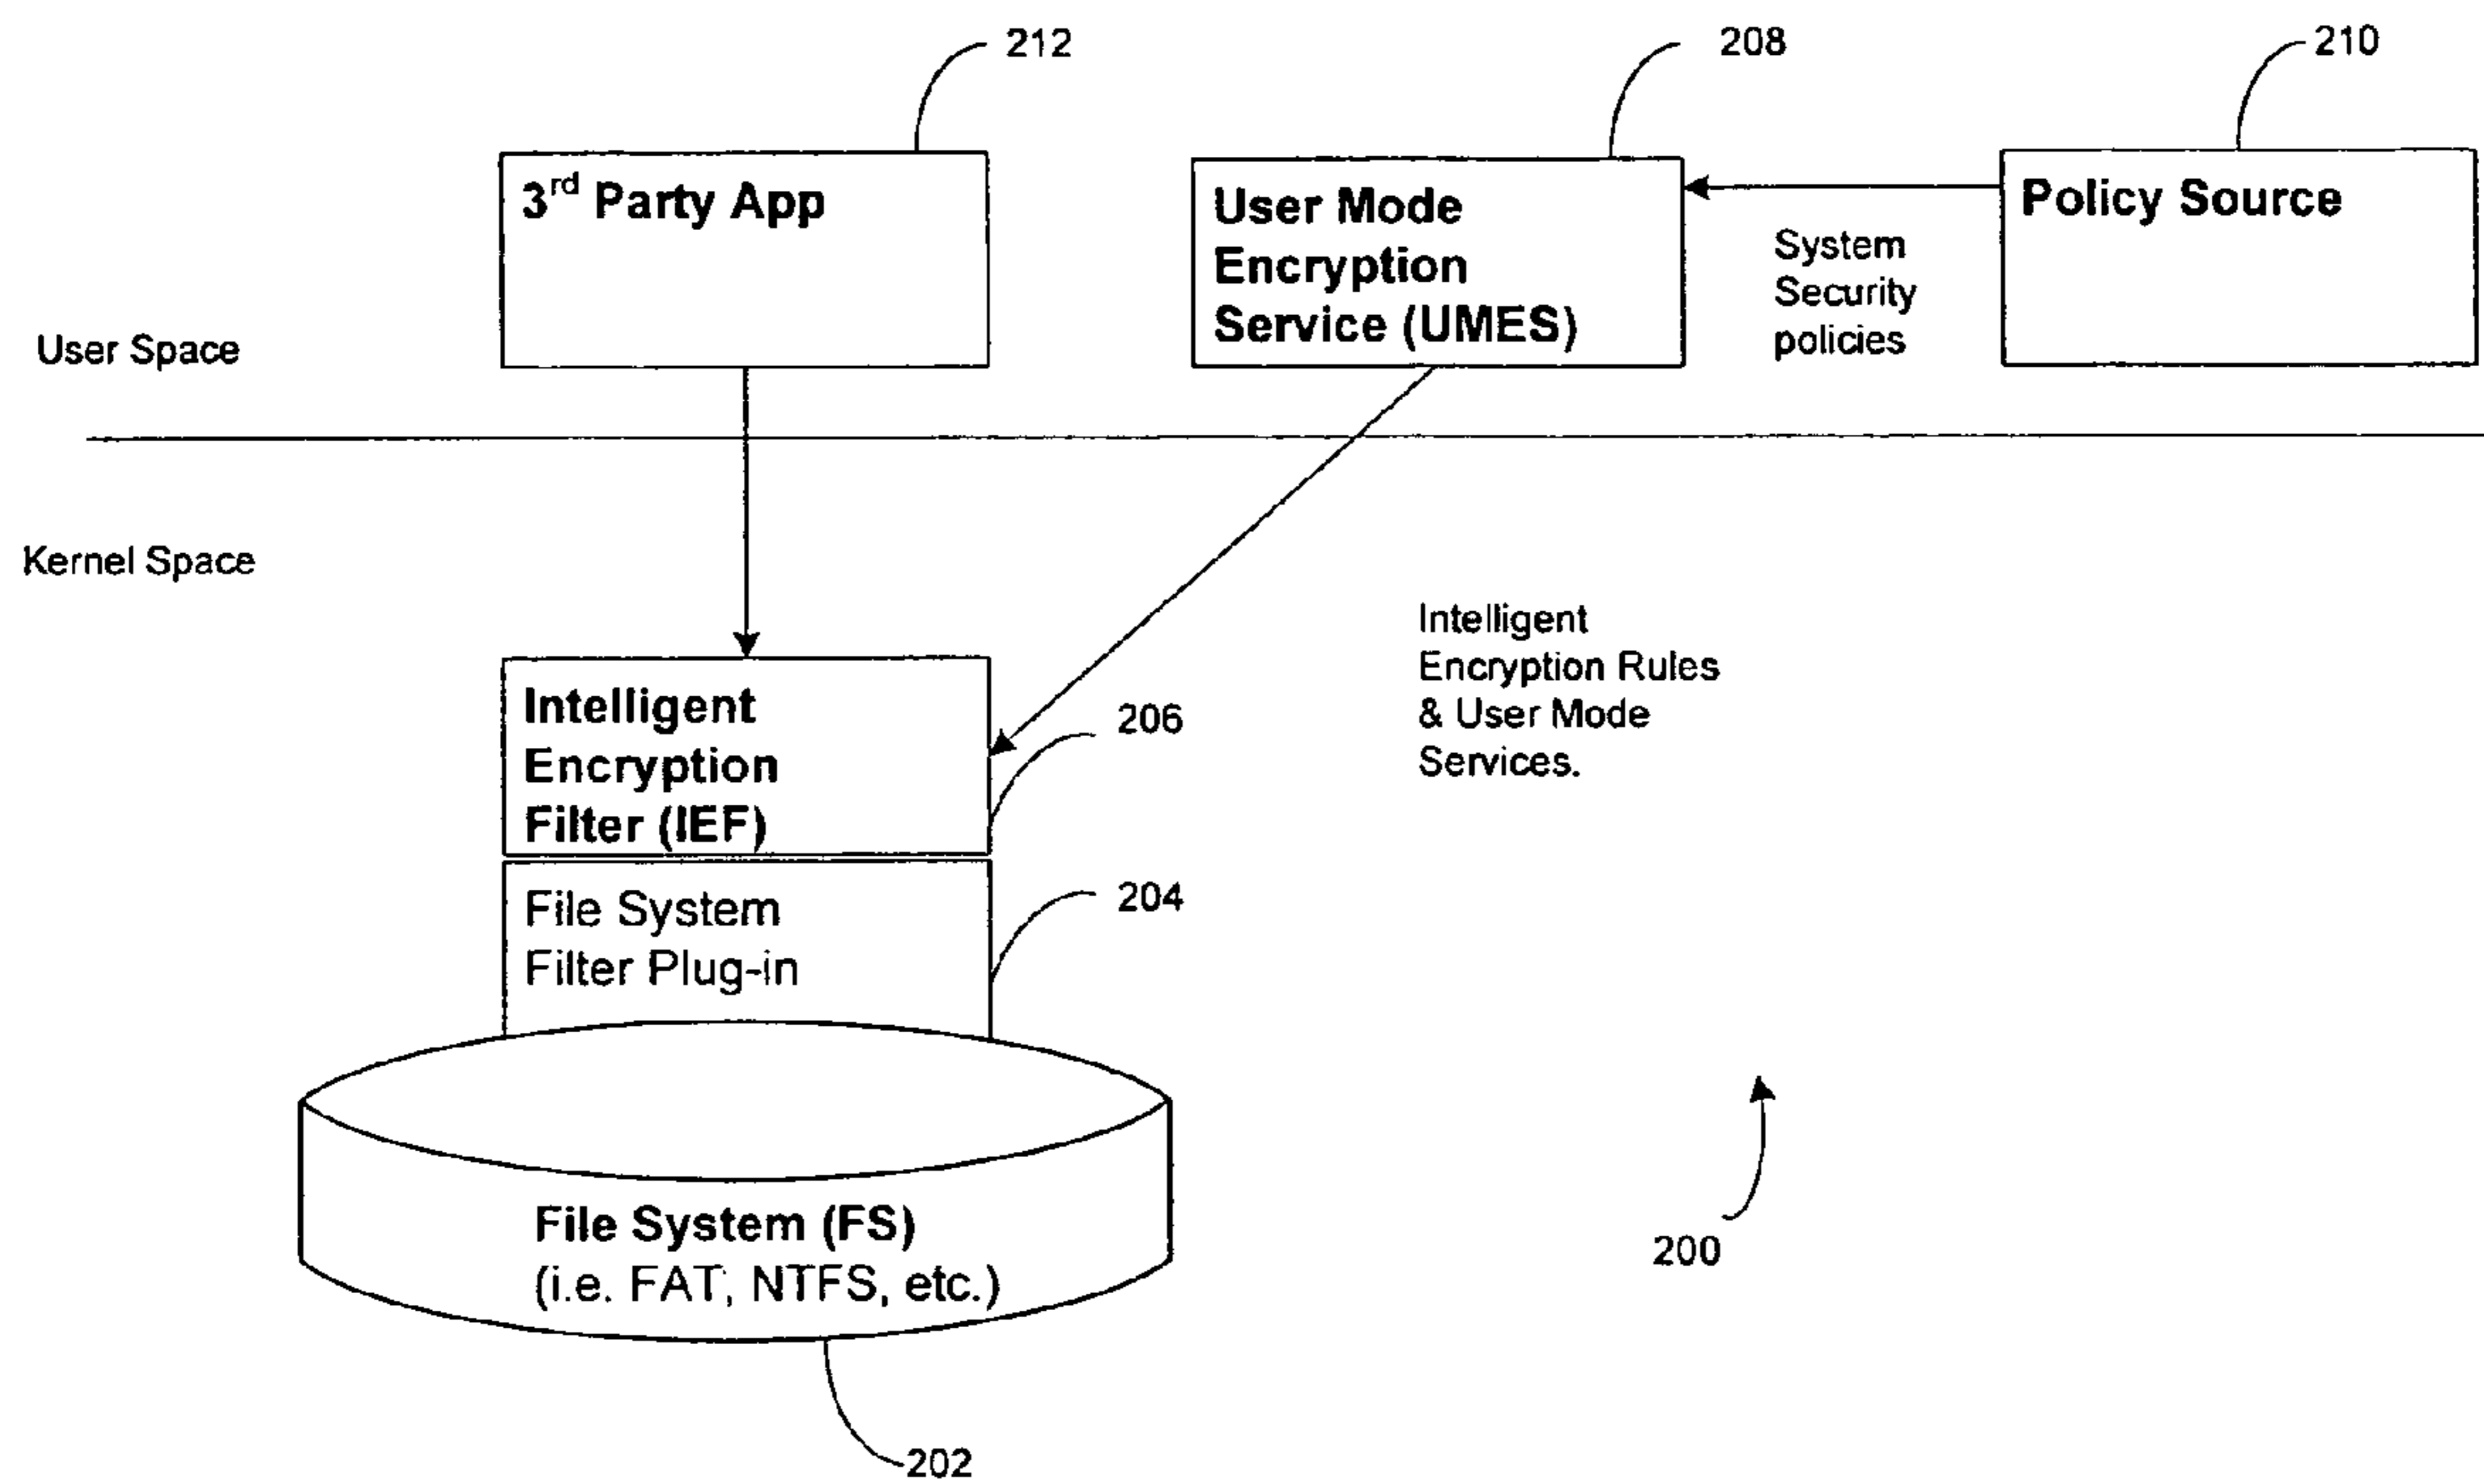 212
208
210
3rd Party App
User Mode
Encryption
Service (UMES)
Policy Source
System
Security
policies
User Space
Kernel Space
Intelligent
Encryption Rules
& User Mode
Services.
Intelligent
Encryption
Filter (IEF)
206
File System
Filter Plug-in
204
File System (FS)
(i.e. FAT, NTFS, etc.)
200
202